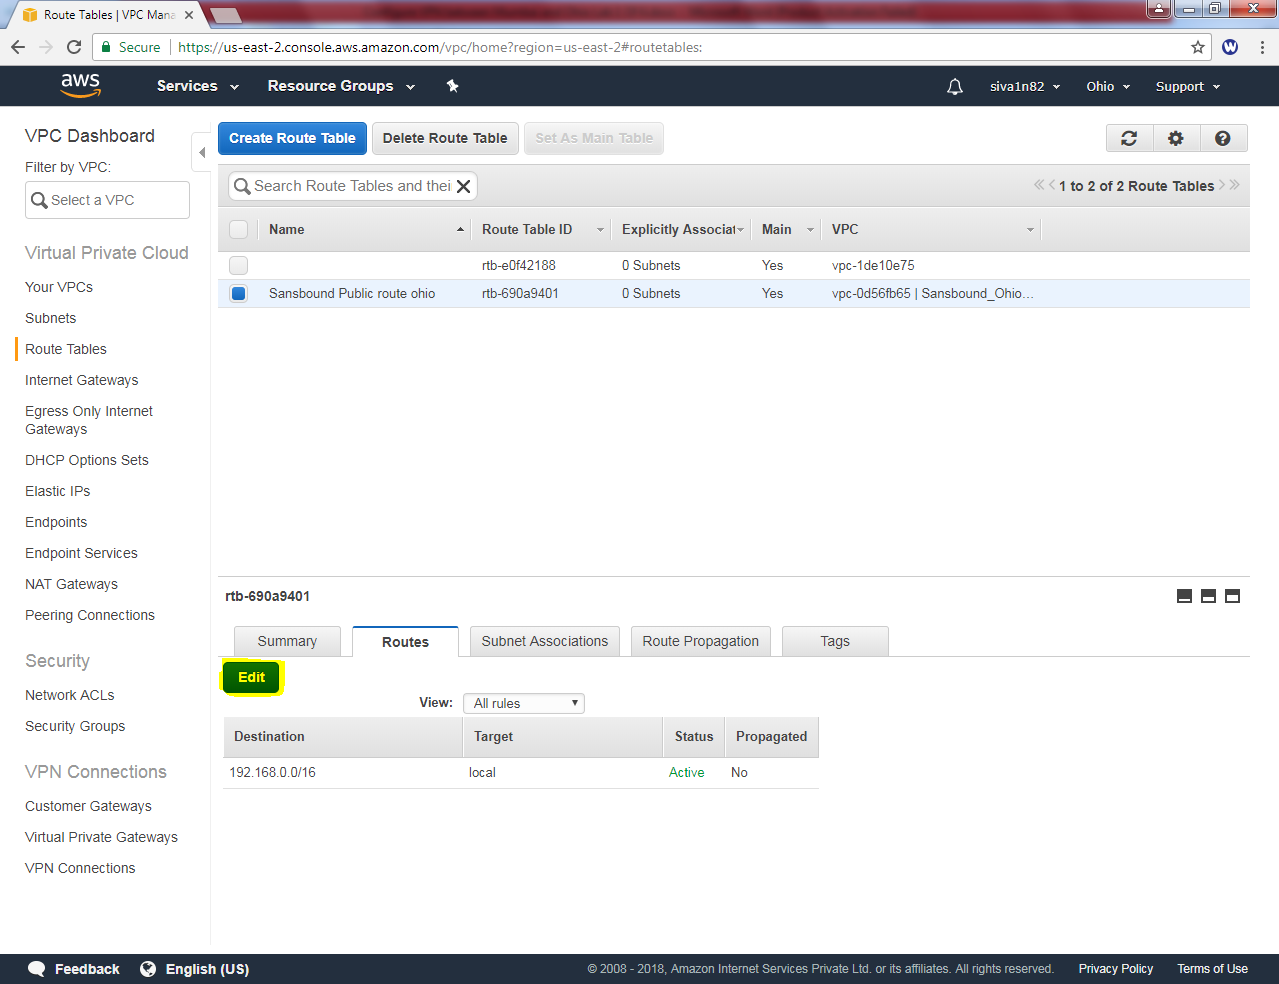 Route Tables | VPC Mana
Secure https://us-east-2.console.aws.amazon.com/vpc/home?region=us-east-2#routetables:
W
aws Services Resource Groups siva1n82 Ohio Support
VPC Dashboard
Filter by VPC:
Select a VPC
Virtual Private Cloud
Your VPCs
Subnets
Route Tables
Internet Gateways
Egress Only Internet
Gateways
DHCP Options Sets
Elastic IPs
Endpoints
Endpoint Services
NAT Gateways
Peering Connections
Security
Network ACLs
Security Groups
VPN Connections
Customer Gateways
Virtual Private Gateways
VPN Connections
Create Route Table Delete Route Table Set As Main Table
Search Route Tables and thei 1 to 2 of 2 Route Tables
Name Route Table ID Explicitly Associat Main VPC
rtb-e0f42188 0 Subnets Yes vpc-1de10e75
Sansbound Public route ohio rtb-690a9401 0 Subnets Yes vpc-0d56fb65 | Sansbound_Ohio…
rtb-690a9401
Summary Routes Subnet Associations Route Propagation Tags
Edit
View: All rules
Destination Target Status Propagated
192.168.0.0/16 local Active No
Feedback English (US) © 2008 - 2018, Amazon Internet Services Private Ltd. or its affiliates. All rights reserved. Privacy Policy Terms of Use